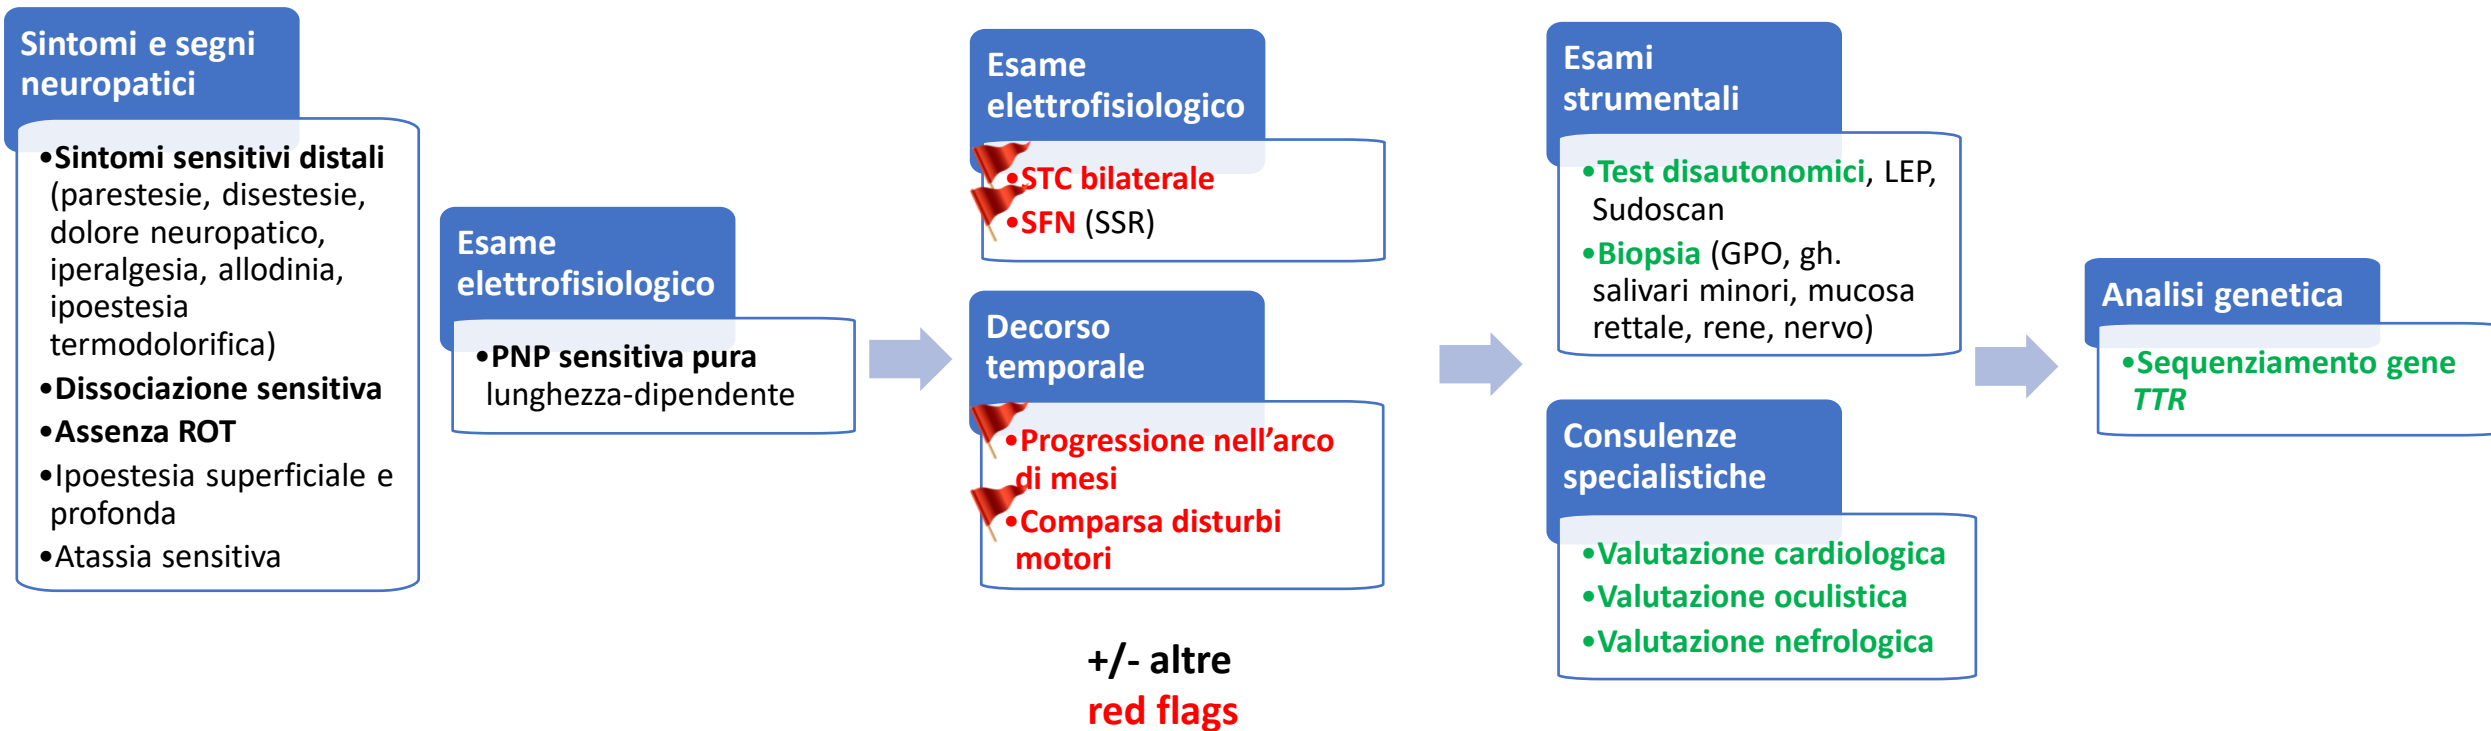 Sintomi e segni
neuropatici
•Sintomi sensitivi distali
(parestesie, disestesie,
dolore neuropatico,
iperalgesia, allodinia,
ipoestesia
termodolorifica)
•Dissociazione sensitiva
•Assenza ROT
•Ipoestesia superficiale e
profonda
•Atassia sensitiva
Esame
elettrofisiologico
•PNP sensitiva pura
lunghezza-dipendente
Esame
elettrofisiologico
•STC bilaterale
•SFN (SSR)
Decorso
temporale
•Progressione nell’arco
di mesi
•Comparsa disturbi
motori
+/- altre
red flags
Esami
strumentali
•Test disautonomici, LEP,
Sudoscan
•Biopsia (GPO, gh.
salivari minori, mucosa
rettale, rene, nervo)
Consulenze
specialistiche
•Valutazione cardiologica
•Valutazione oculistica
•Valutazione nefrologica
Analisi genetica
•Sequenziamento gene
TTR